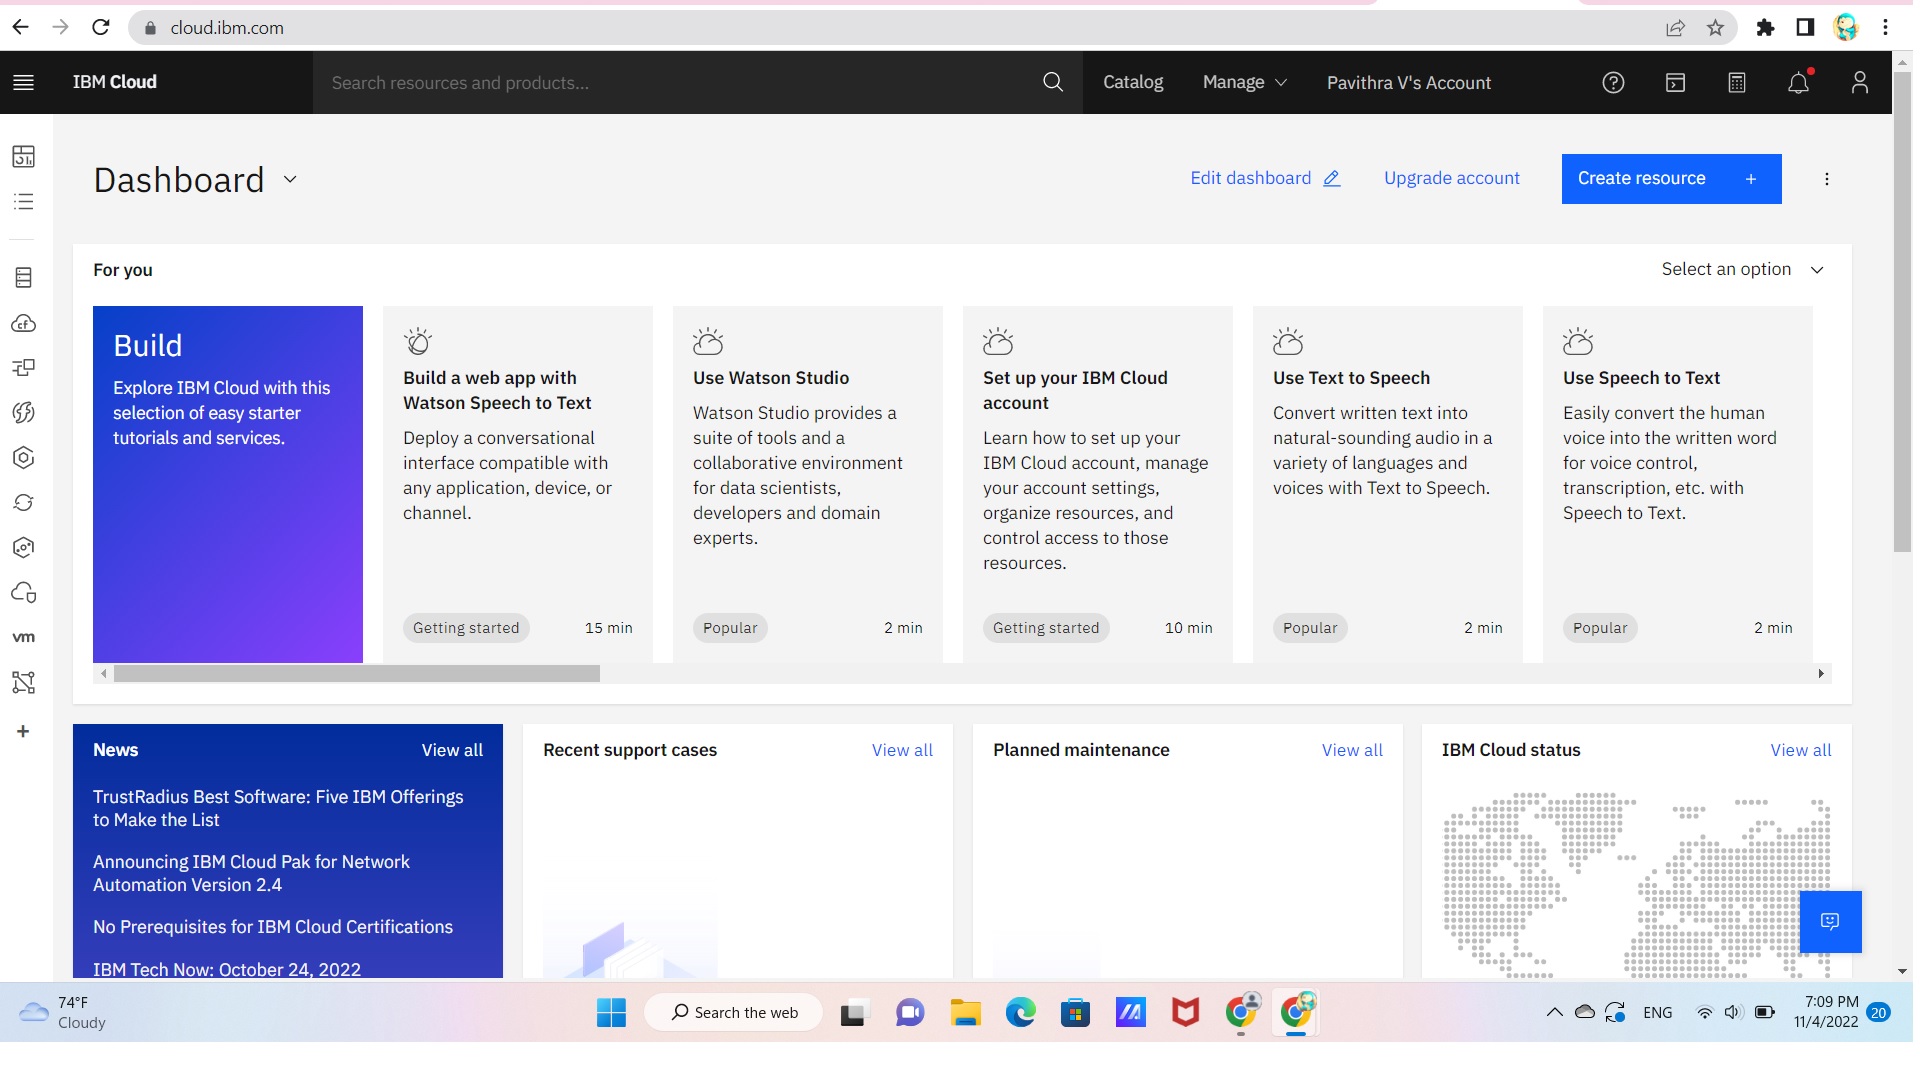 cloud.ibm.com
IBM Cloud
Search resources and products...
Catalog
Manage
Pavithra V's Account
Dashboard
Edit dashboard
Upgrade account
Create resource +
For you
Select an option
Build
Explore IBM Cloud with this
selection of easy starter
tutorials and services.
Build a web app with
Watson Speech to Text
Deploy a conversational
interface compatible with
any application, device, or
channel.
Getting started
15 min
Use Watson Studio
Watson Studio provides a
suite of tools and a
collaborative environment
for data scientists,
developers and domain
experts.
Popular
2 min
Set up your IBM Cloud
account
Learn how to set up your
IBM Cloud account, manage
your account settings,
organize resources, and
control access to those
resources.
Getting started
10 min
Use Text to Speech
Convert written text into
natural-sounding audio in a
variety of languages and
voices with Text to Speech.
Popular
2 min
Use Speech to Text
Easily convert the human
voice into the written word
for voice control,
transcription, etc. with
Speech to Text.
Popular
2 min
cf
vm
News
View all
TrustRadius Best Software: Five IBM Offerings
to Make the List
Announcing IBM Cloud Pak for Network
Automation Version 2.4
No Prerequisites for IBM Cloud Certifications
IBM Tech Now: October 24, 2022
Recent support cases
View all
Planned maintenance
View all
IBM Cloud status
View all
74°F
Cloudy
Search the web
ENG
7:09 PM
11/4/2022
20